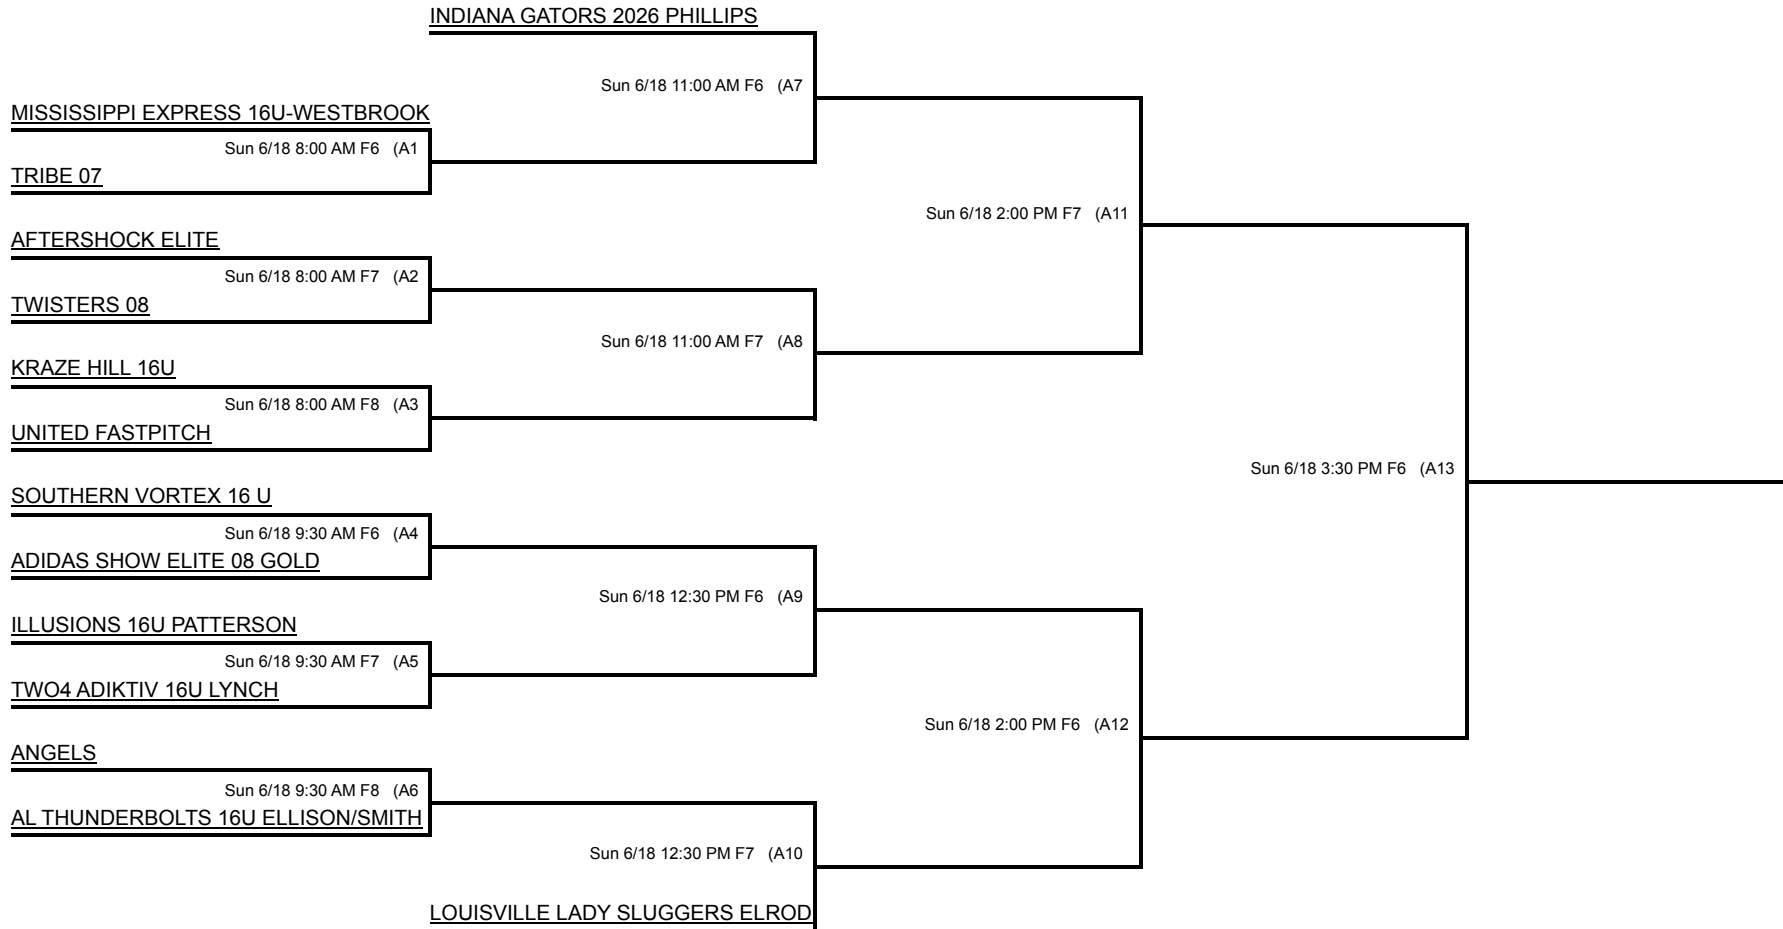 INDIANA GATORS 2026 PHILLIPS
Sun 6/18 11:00 AM F6 (A7
MISSISSIPPI EXPRESS 16U-WESTBROOK
Sun 6/18 8:00 AM F6 (A1
TRIBE 07
Sun 6/18 2:00 PM F7 (A11
AFTERSHOCK ELITE
Sun 6/18 8:00 AM F7 (A2
TWISTERS 08
Sun 6/18 11:00 AM F7 (A8
KRAZE HILL 16U
Sun 6/18 8:00 AM F8 (A3
UNITED FASTPITCH
Sun 6/18 3:30 PM F6 (A13
SOUTHERN VORTEX 16 U
Sun 6/18 9:30 AM F6 (A4
ADIDAS SHOW ELITE 08 GOLD
Sun 6/18 12:30 PM F6 (A9
ILLUSIONS 16U PATTERSON
Sun 6/18 9:30 AM F7 (A5
TWO4 ADIKTIV 16U LYNCH
Sun 6/18 2:00 PM F6 (A12
ANGELS
Sun 6/18 9:30 AM F8 (A6
AL THUNDERBOLTS 16U ELLISON/SMITH
Sun 6/18 12:30 PM F7 (A10
LOUISVILLE LADY SLUGGERS ELROD